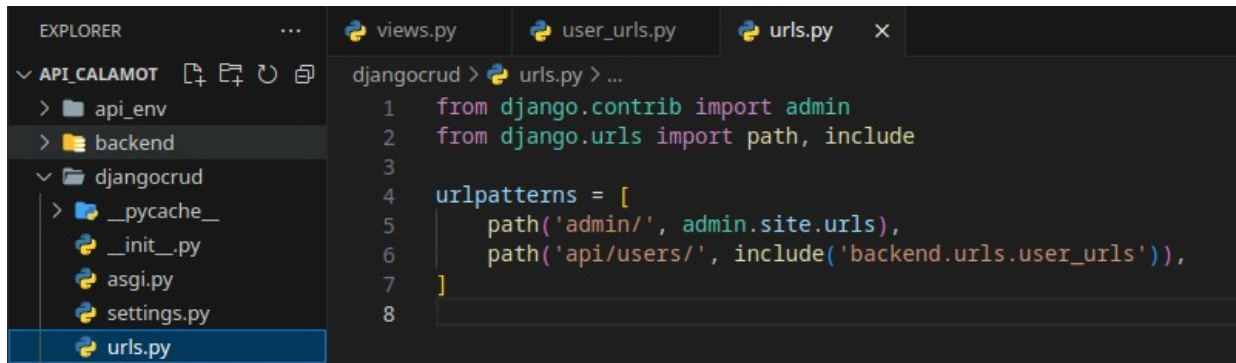 EXPLORER ...
API_CALAMOT
api_env
backend
djangocrud
__pycache__
__init__.py
asgi.py
settings.py
urls.py
views.py user_urls.py urls.py ×
djangocrud > urls.py > ...
1 from django.contrib import admin
2 from django.urls import path, include
3
4 urlpatterns = [
5     path('admin/', admin.site.urls),
6     path('api/users/', include('backend.urls.user_urls')),
7 ]
8